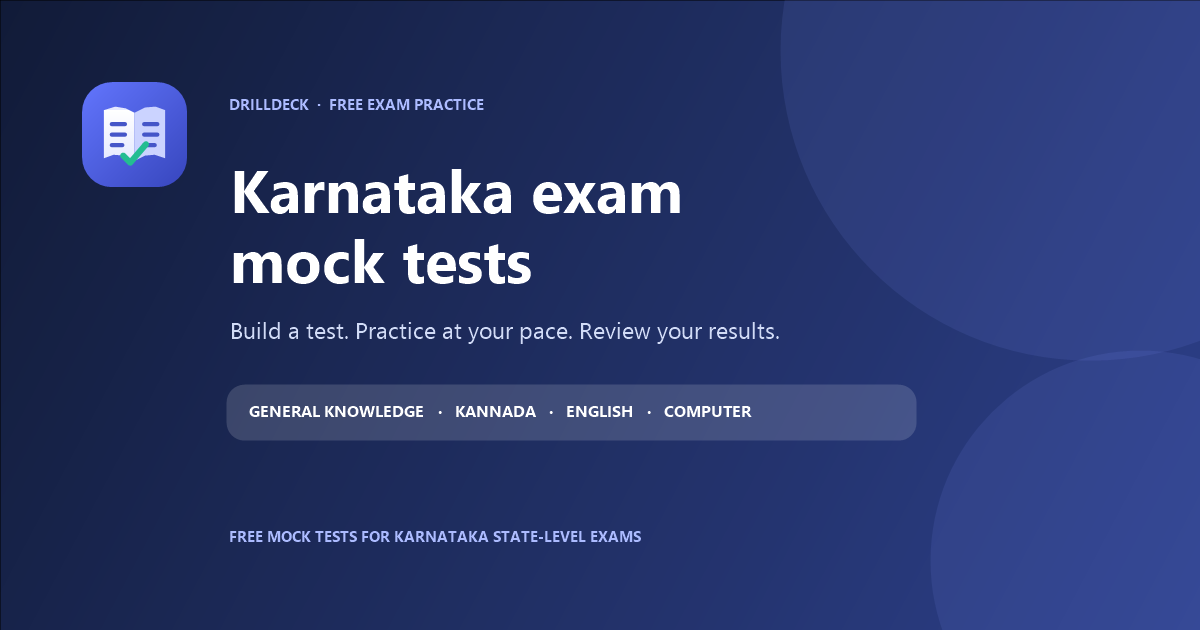 DRILLDECK · FREE EXAM PRACTICE
Karnataka exam
mock tests
Build a test. Practice at your pace. Review your results.
GENERAL KNOWLEDGE · KANNADA · ENGLISH · COMPUTER
FREE MOCK TESTS FOR KARNATAKA STATE-LEVEL EXAMS